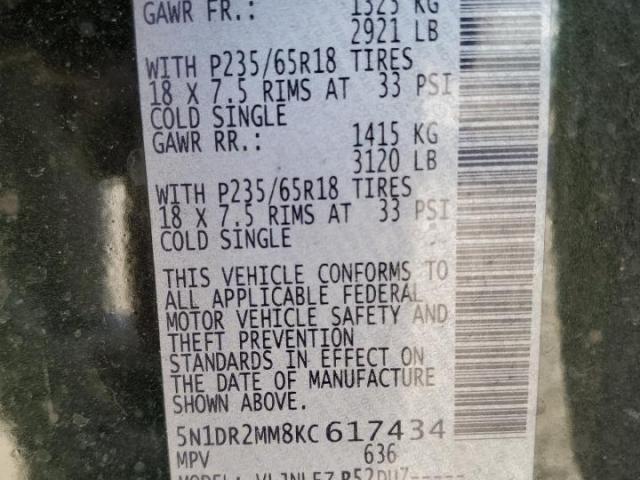 GAWR FR.: 1325 KG
2921 LB
WITH P235/65R18 TIRES
18 X 7.5 RIMS AT 33 PSI
COLD SINGLE
GAWR RR.: 1415 KG
3120 LB
WITH P235/65R18 TIRES
18 X 7.5 RIMS AT 33 PSI
COLD SINGLE
THIS VEHICLE CONFORMS TO
ALL APPLICABLE FEDERAL
MOTOR VEHICLE SAFETY AND
THEFT PREVENTION
STANDARDS IN EFFECT ON
THE DATE OF MANUFACTURE
SHOWN ABOVE.
5N1DR2MM8KC617434
MPV 636
MODEL: